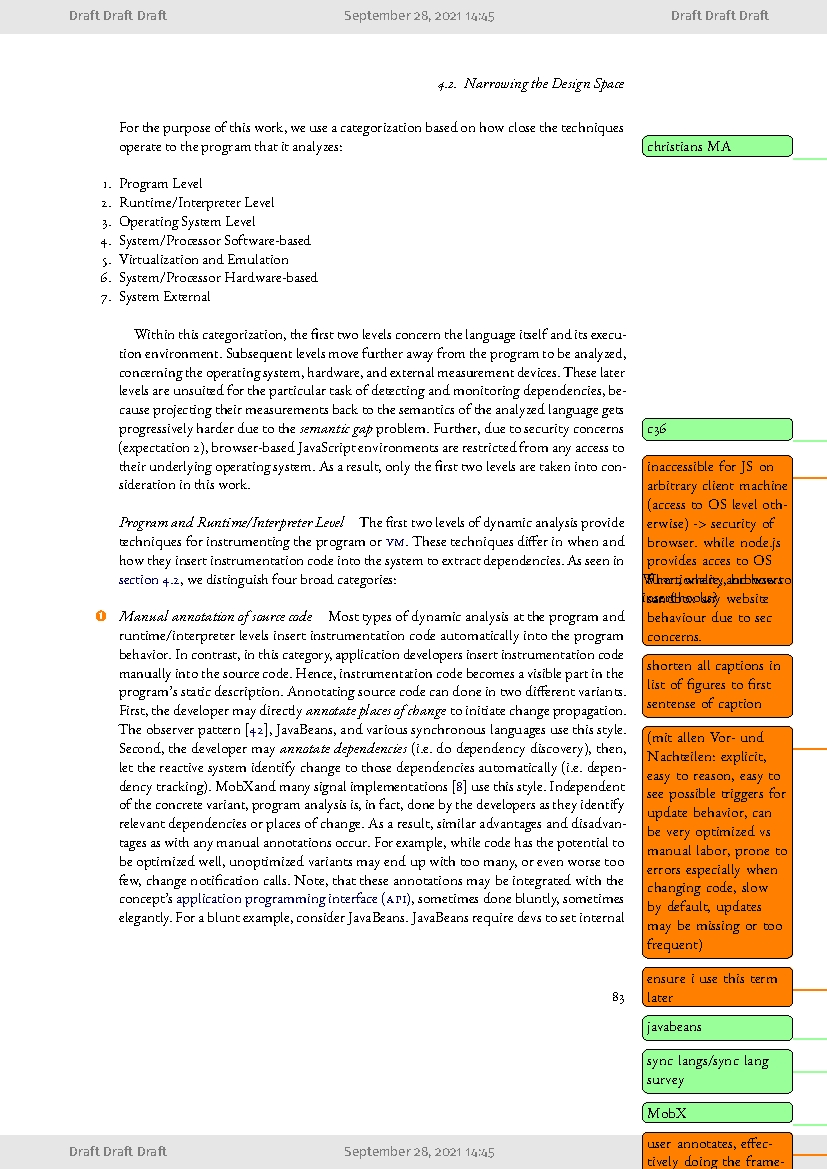 Draft Draft Draft September 28, 2021 14:45 Draft Draft Draft
4.2. Narrowing the Design Space
For the purpose of this work, we use a categorization based on how close the techniques
operate to the program that it analyzes:
1. Program Level
2. Runtime/Interpreter Level
3. Operating System Level
4. System/Processor Software-based
5. Virtualization and Emulation
6. System/Processor Hardware-based
7. System External
Within this categorization, the first two levels concern the language itself and its execu-
tion environment. Subsequent levels move further away from the program to be analyzed,
concerning the operating system, hardware, and external measurement devices. These later
levels are unsuited for the particular task of detecting and monitoring dependencies, be-
cause projecting their measurements back to the semantics of the analyzed language gets
progressively harder due to the semantic gap problem. Further, due to security concerns
(expectation 2), browser-based JavaScript environments are restricted from any access to
their underlying operating system. As a result, only the first two levels are taken into con-
sideration in this work.
Program and Runtime/Interpreter Level The first two levels of dynamic analysis provide
techniques for instrumenting the program or VM. These techniques differ in when and
how they insert instrumentation code into the system to extract dependencies. As seen in
section 4.2, we distinguish four broad categories:
1 Manual annotation of source code Most types of dynamic analysis at the program and
runtime/interpreter levels insert instrumentation code automatically into the program
behavior. In contrast, in this category, application developers insert instrumentation code
manually into the source code. Hence, instrumentation code becomes a visible part in the
program's static description. Annotating source code can done in two different variants.
First, the developer may directly annotate places of change to initiate change propagation.
The observer pattern [42], JavaBeans, and various synchronous languages use this style.
Second, the developer may annotate dependencies (i.e. do dependency discovery), then,
let the reactive system identify change to those dependencies automatically (i.e. depen-
dency tracking). MobXand many signal implementations [8] use this style. Independent
of the concrete variant, program analysis is, in fact, done by the developers as they identify
relevant dependencies or places of change. As a result, similar advantages and disadvan-
tages as with any manual annotations occur. For example, while code has the potential to
be optimized well, unoptimized variants may end up with too many, or even worse too
few, change notification calls. Note, that these annotations may be integrated with the
concept's application programming interface (API), sometimes done bluntly, sometimes
elegantly. For a blunt example, consider JavaBeans. JavaBeans require devs to set internal
83
christians MA
c36
inaccessible for JS on
arbitrary client machine
(access to OS level oth-
erwise) -> security of
browser. while node.js
provides acces to OS
website
behaviour due to sec
concerns.
shorten all captions in
list of figures to first
sentense of caption
(mit allen Vor- und
Nachteilen: explicit,
easy to reason, easy to
see possible triggers for
update behavior, can
be very optimized vs
manual labor, prone to
errors especially when
changing code, slow
by default, updates
may be missing or too
frequent)
ensure i use this term
later
javabeans
sync langs/sync lang
survey
MobX
user annotates, effec-
tively doing the frame-
Draft Draft Draft September 28, 2021 14:45